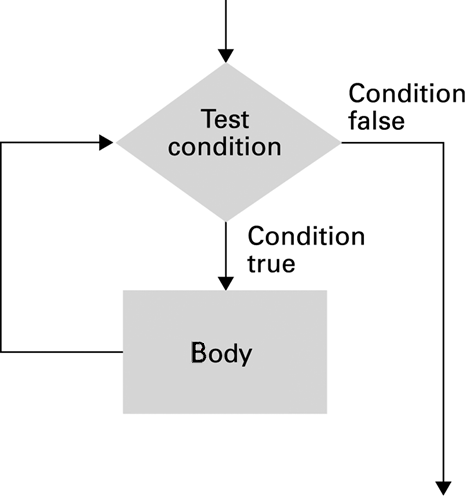 Test
condition
Condition
false
Condition
true
Body